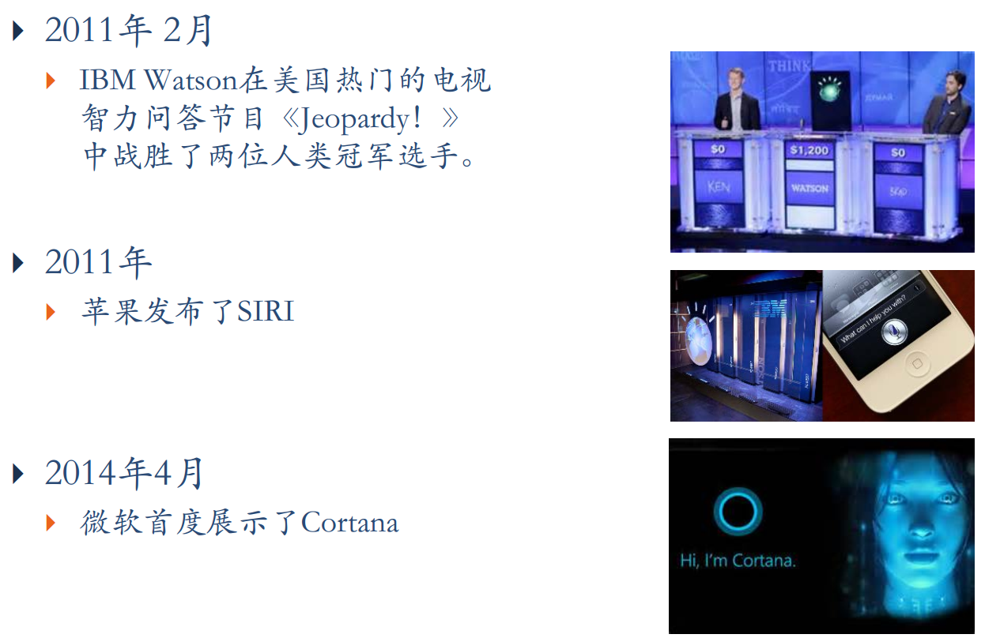 2011年 2月
IBM Watson在美国热门的电视
智力问答节目《Jeopardy！》
中战胜了两位人类冠军选手。
THINK
$0
$1,200
$0
KEN
WATSON
BRAD
2011年
苹果发布了SIRI
IBM
What can I help you with?
2014年4月
微软首度展示了Cortana
Hi, I'm Cortana.